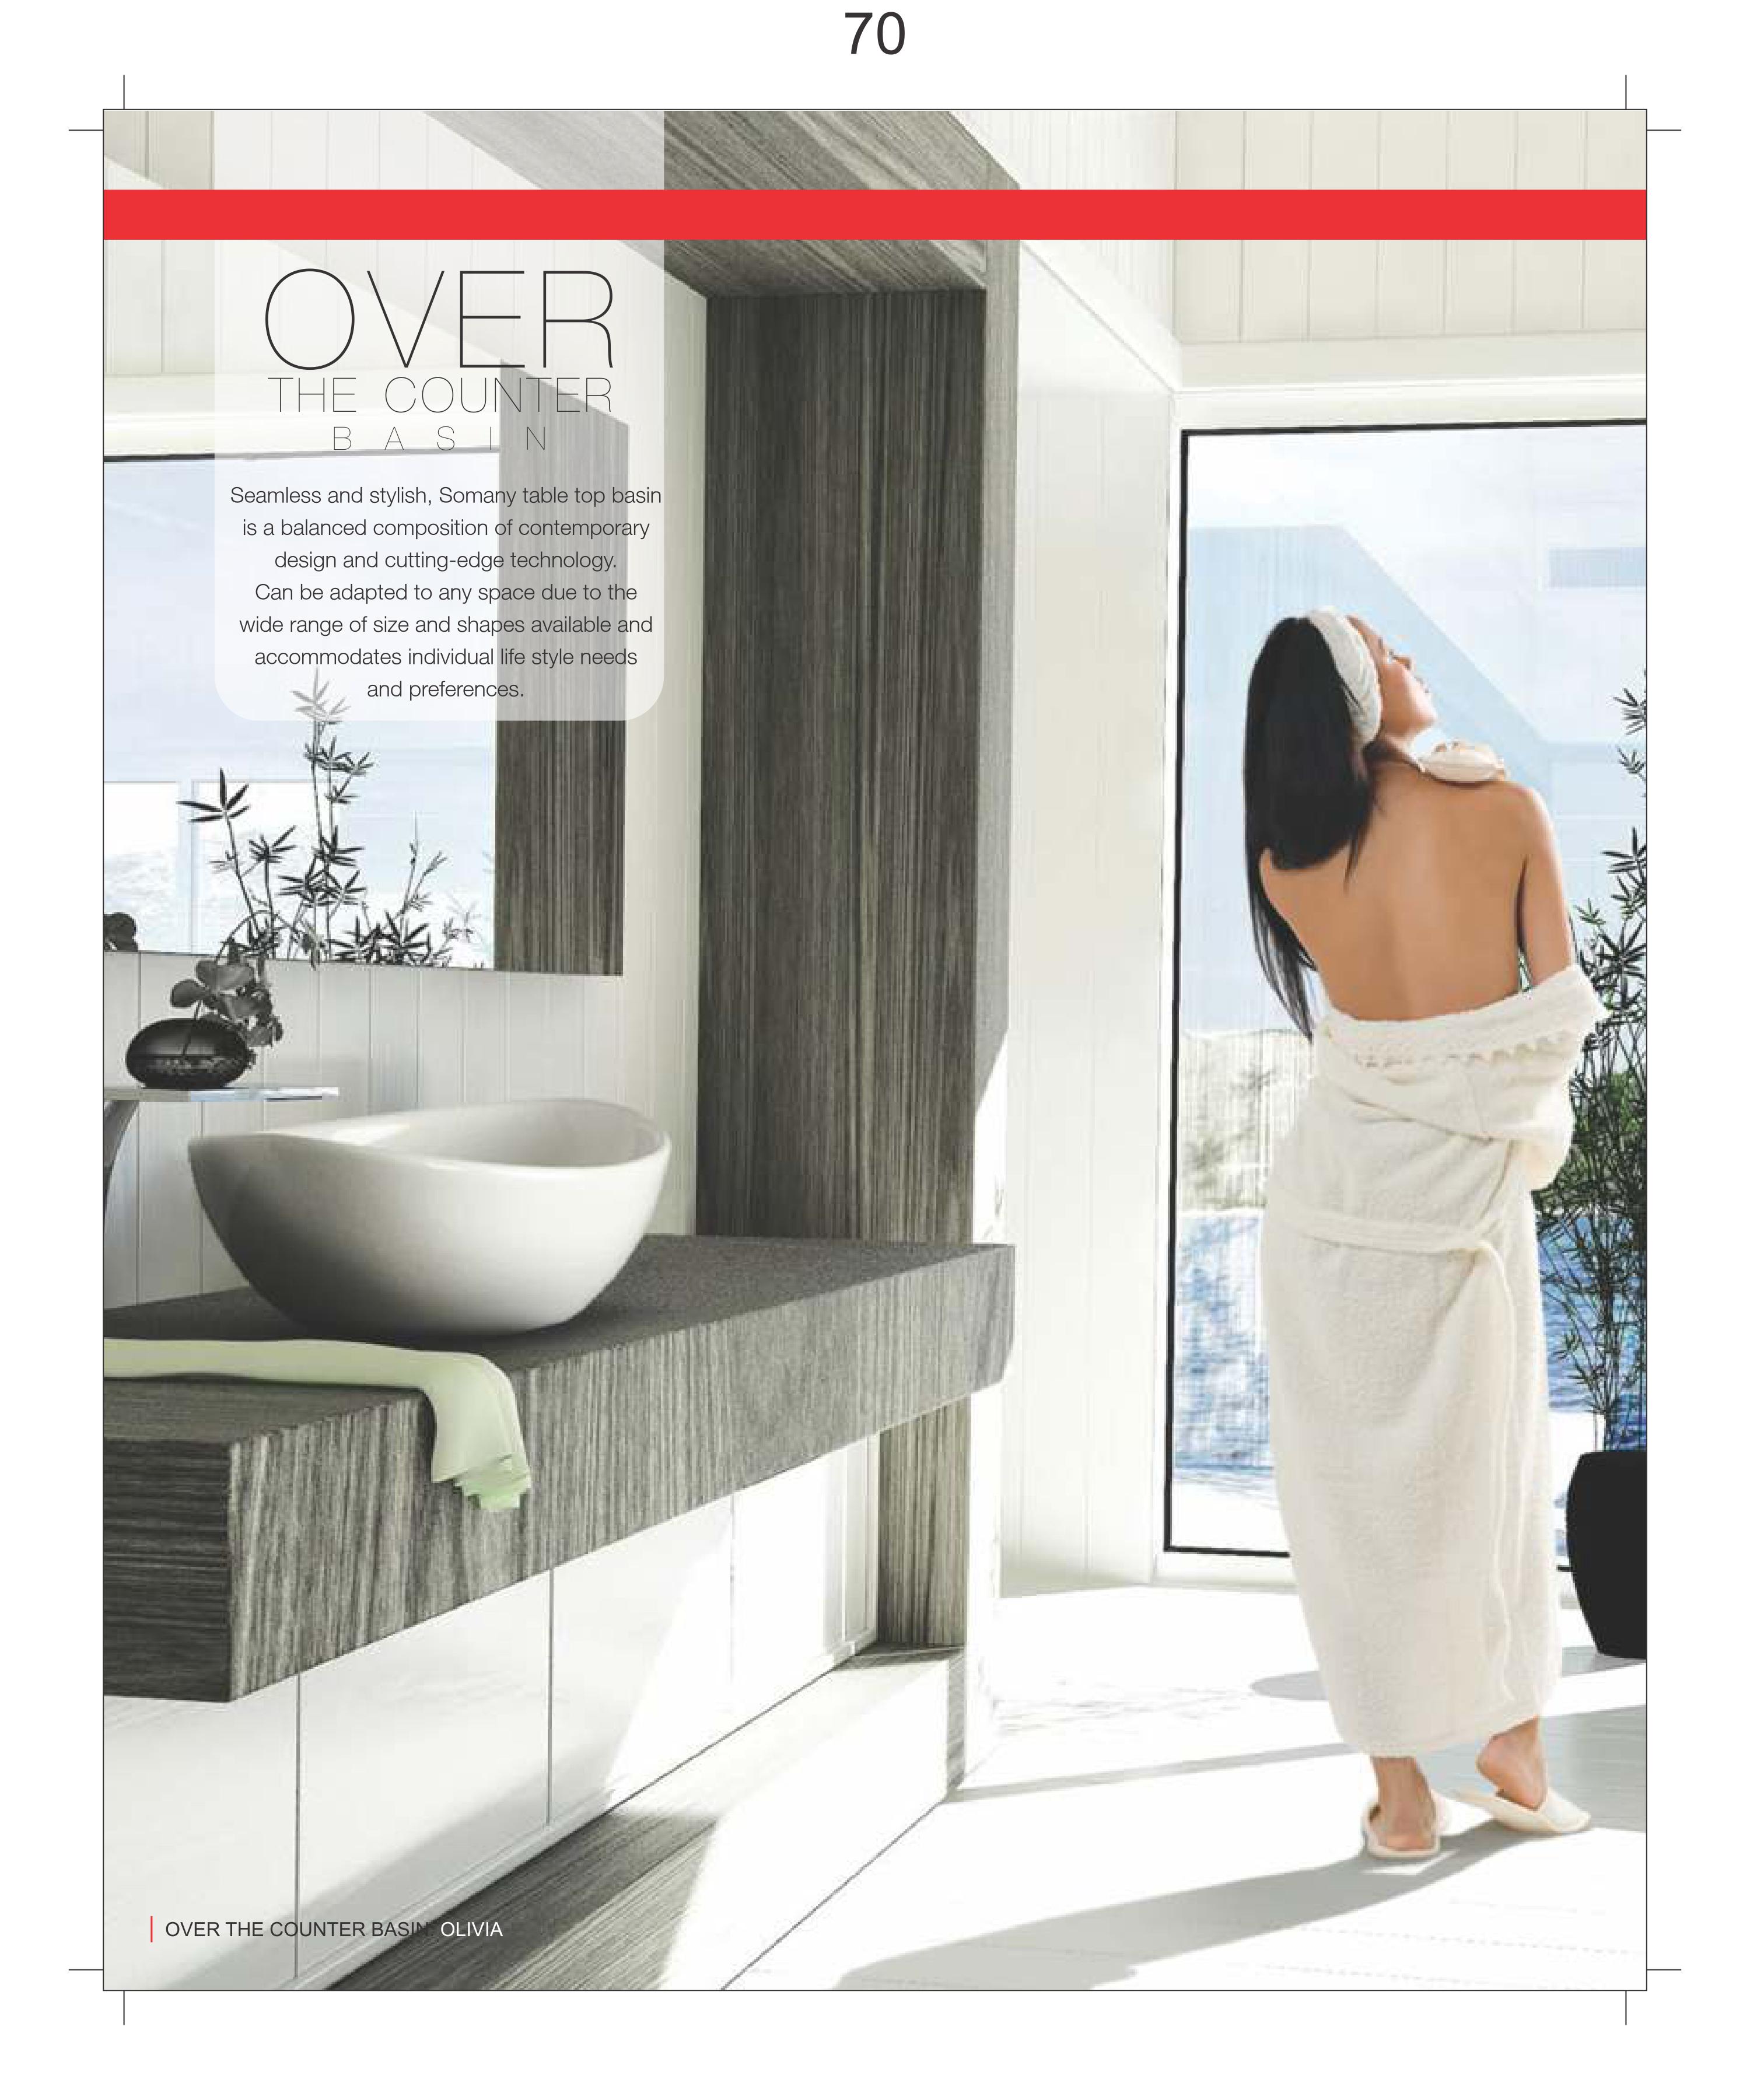 70
OVER
THE COUNTER
BASIN
Seamless and stylish, Somany table top basin
is a balanced composition of contemporary
design and cutting-edge technology.
Can be adapted to any space due to the
wide range of size and shapes available and
accommodates individual life style needs
and preferences.
OVER THE COUNTER BASIN: OLIVIA